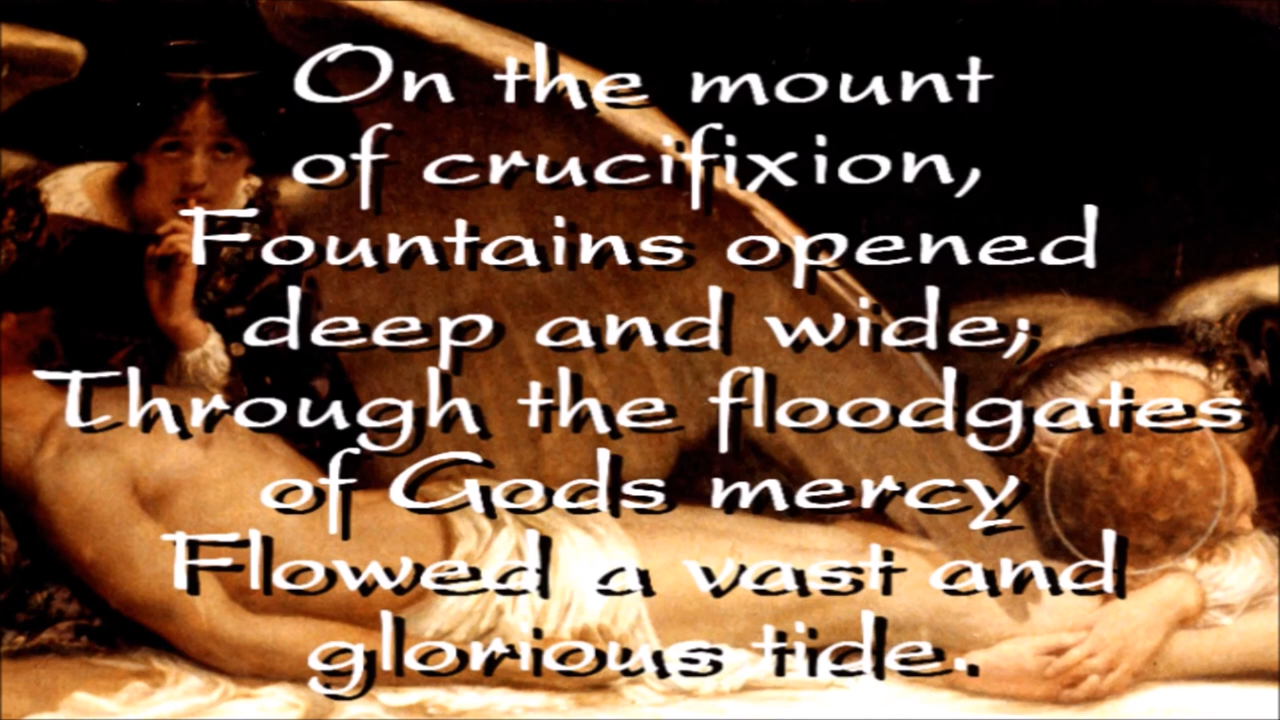 On the mount
of crucifixion,
Fountains opened
deep and wide;
Through the floodgates
of Gods mercy
Flowed a vast and
glorious tide.